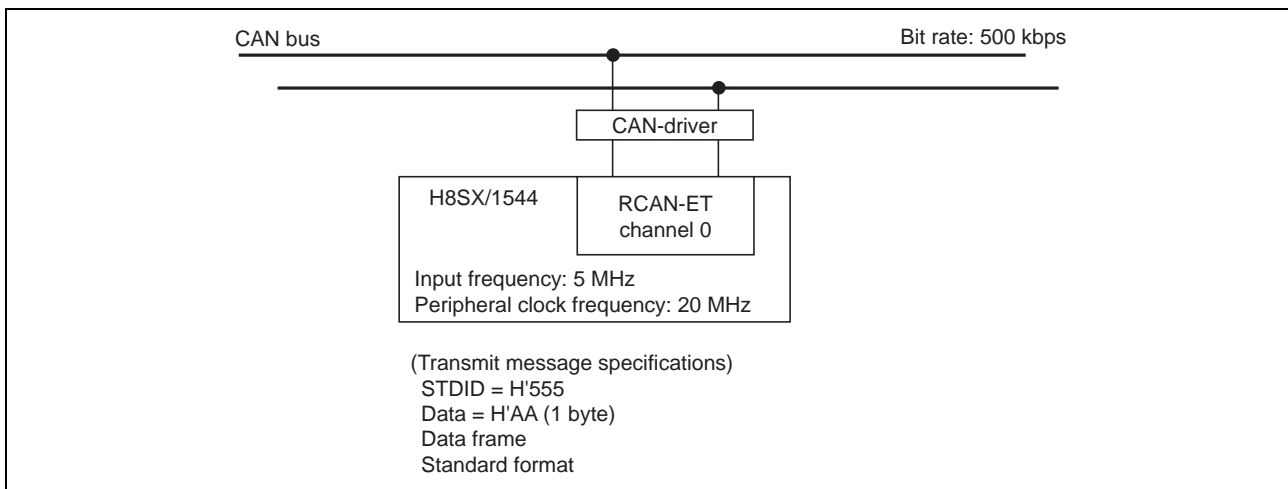 CAN bus
Bit rate: 500 kbps
CAN-driver
H8SX/1544
RCAN-ET
channel 0
Input frequency: 5 MHz
Peripheral clock frequency: 20 MHz
(Transmit message specifications)
STDID = H'555
Data = H'AA (1 byte)
Data frame
Standard format